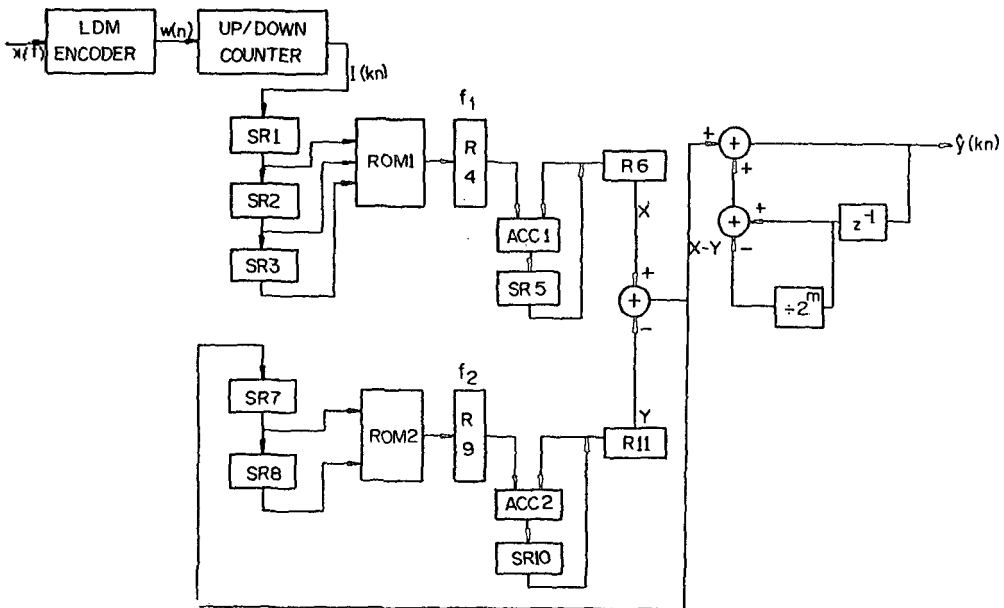 LDM
ENCODER
x(t)
w(n)
UP/DOWN
COUNTER
I(kn)
SR1
SR2
SR3
ROM1
f1
R
4
ACC1
SR5
R6
X
+
+
-
X-Y
+
+
+
ŷ(kn)
+
+
-
z^-1
÷2^m
SR7
SR8
ROM2
f2
R
9
ACC2
SR10
Y
R11